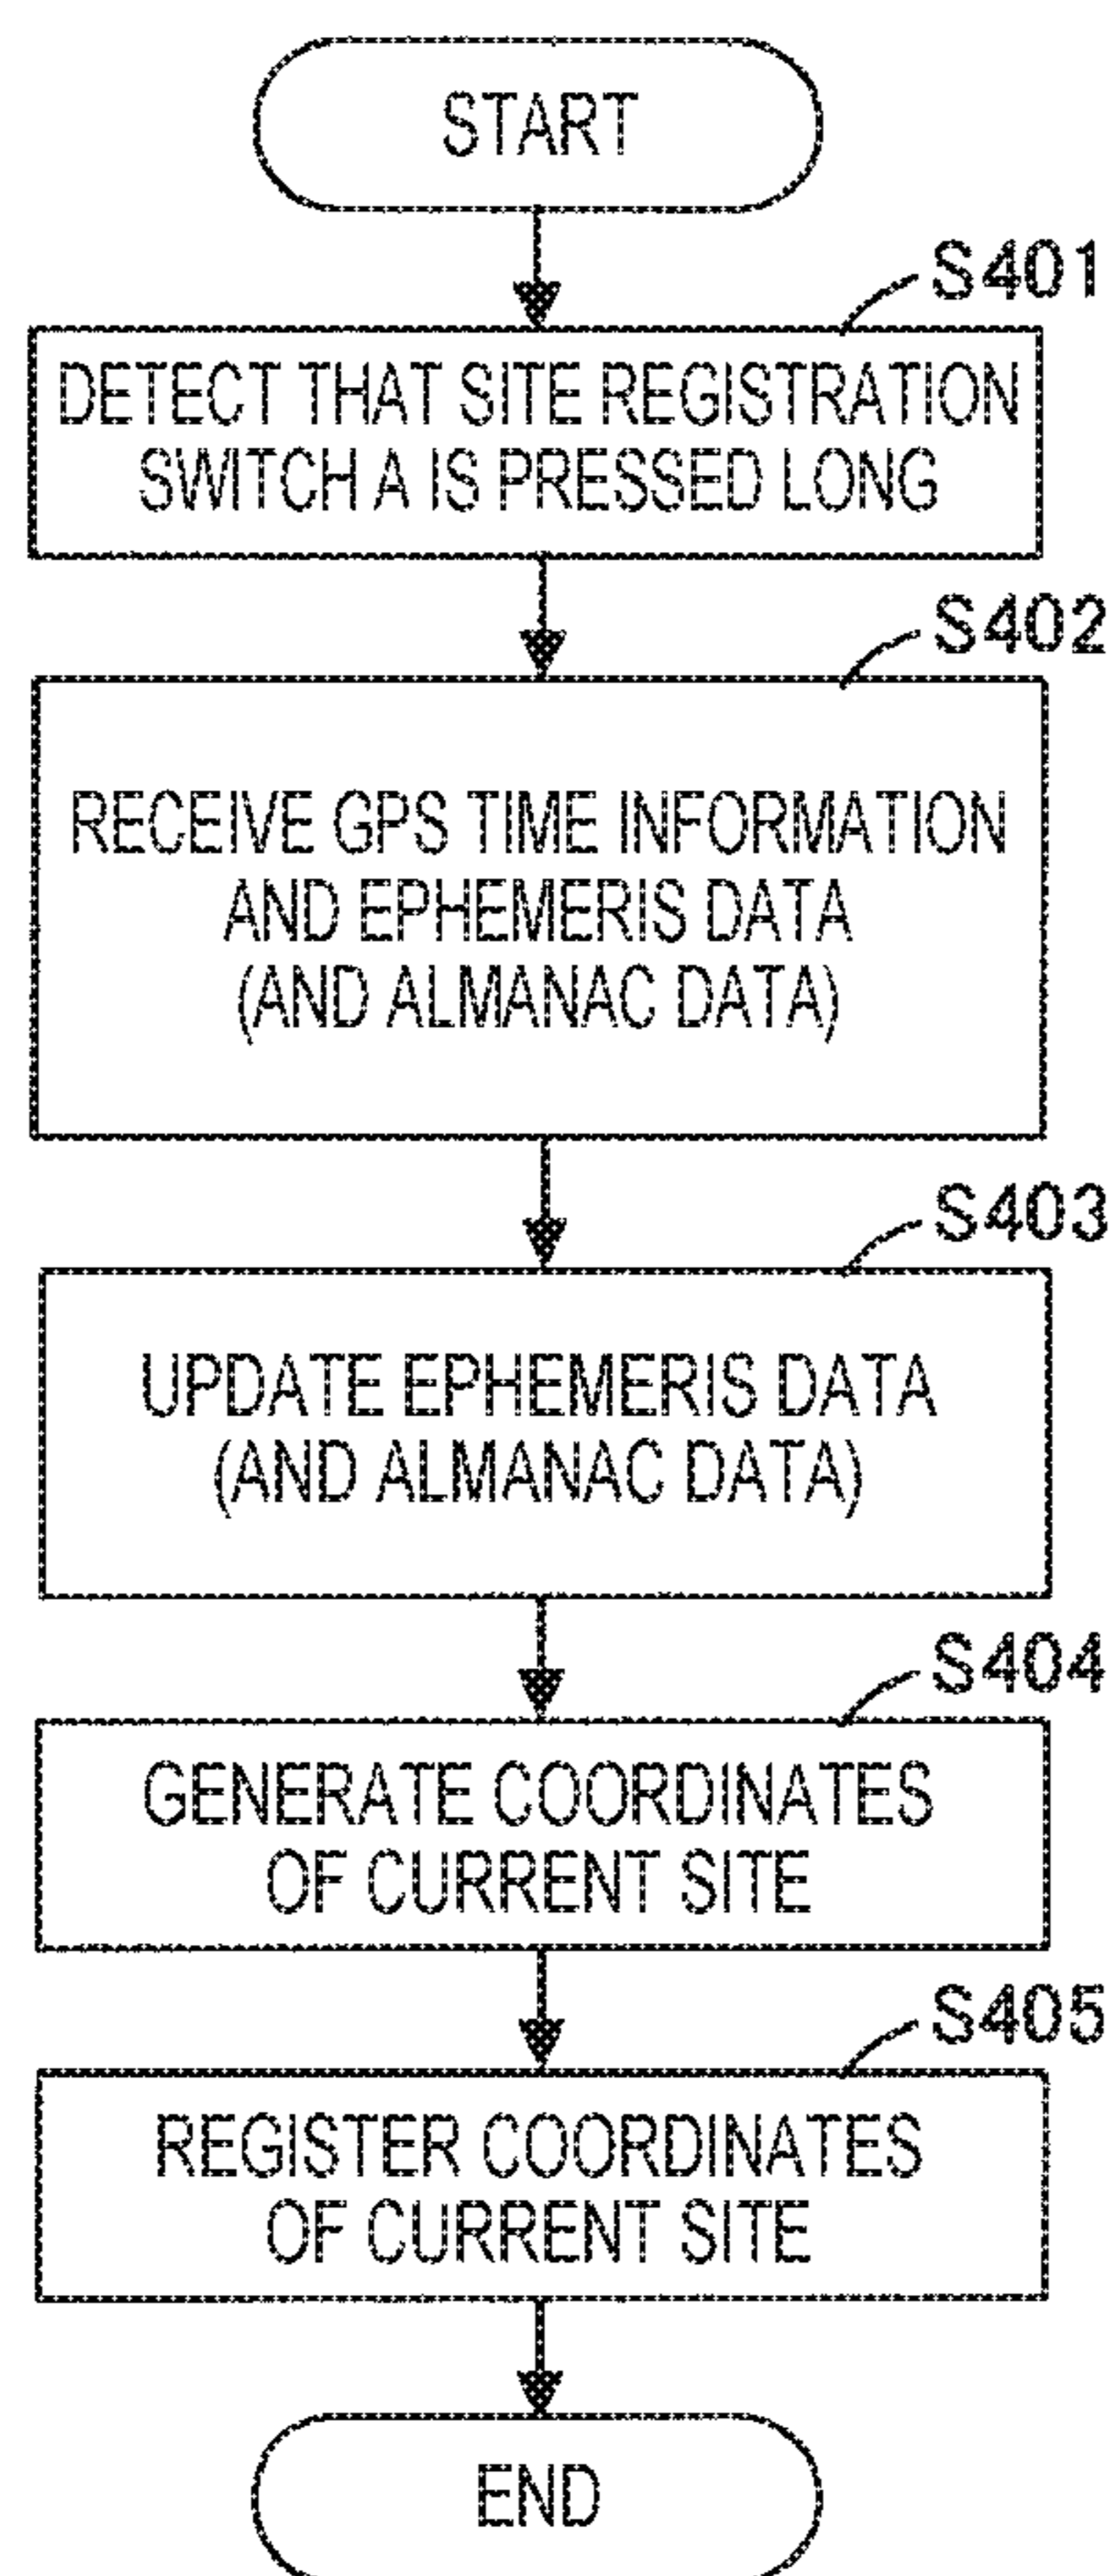 START
S401
DETECT THAT SITE REGISTRATION
SWITCH A IS PRESSED LONG
S402
RECEIVE GPS TIME INFORMATION
AND EPHEMERIS DATA
(AND ALMANAC DATA)
S403
UPDATE EPHEMERIS DATA
(AND ALMANAC DATA)
S404
GENERATE COORDINATES
OF CURRENT SITE
S405
REGISTER COORDINATES
OF CURRENT SITE
END